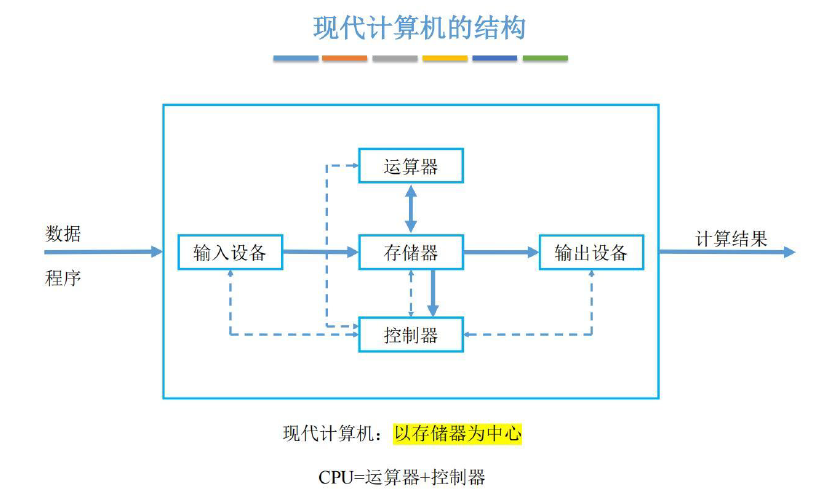 现代计算机的结构
运算器
数据
计算结果
输入设备
存储器
输出设备
程序
控制器
现代计算机：以存储器为中心
CPU=运算器+控制器